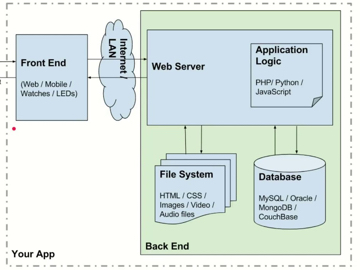 Front End
(Web / Mobile /
Watches / LEDs)
Internet /
LAN
Web Server
Application
Logic
PHP/ Python /
JavaScript
File System
HTML / CSS /
Images / Video /
Audio files
Database
MySQL / Oracle /
MongoDB /
CouchBase
Your App
Back End